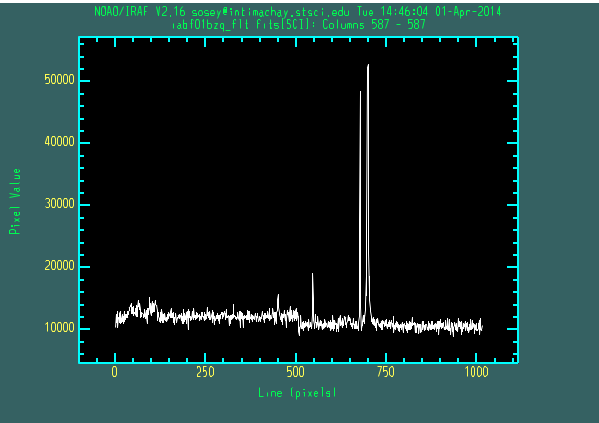 NOAO/IRAF V2.16 sosey@intimachay.stsci.edu Tue 14:46:04 01-Apr-2014
iabf01bzq_flt.fits[SCI]: Columns 587 - 587
50000
40000
30000
20000
10000
Pixel Value
0 250 500 750 1000
Line (pixels)